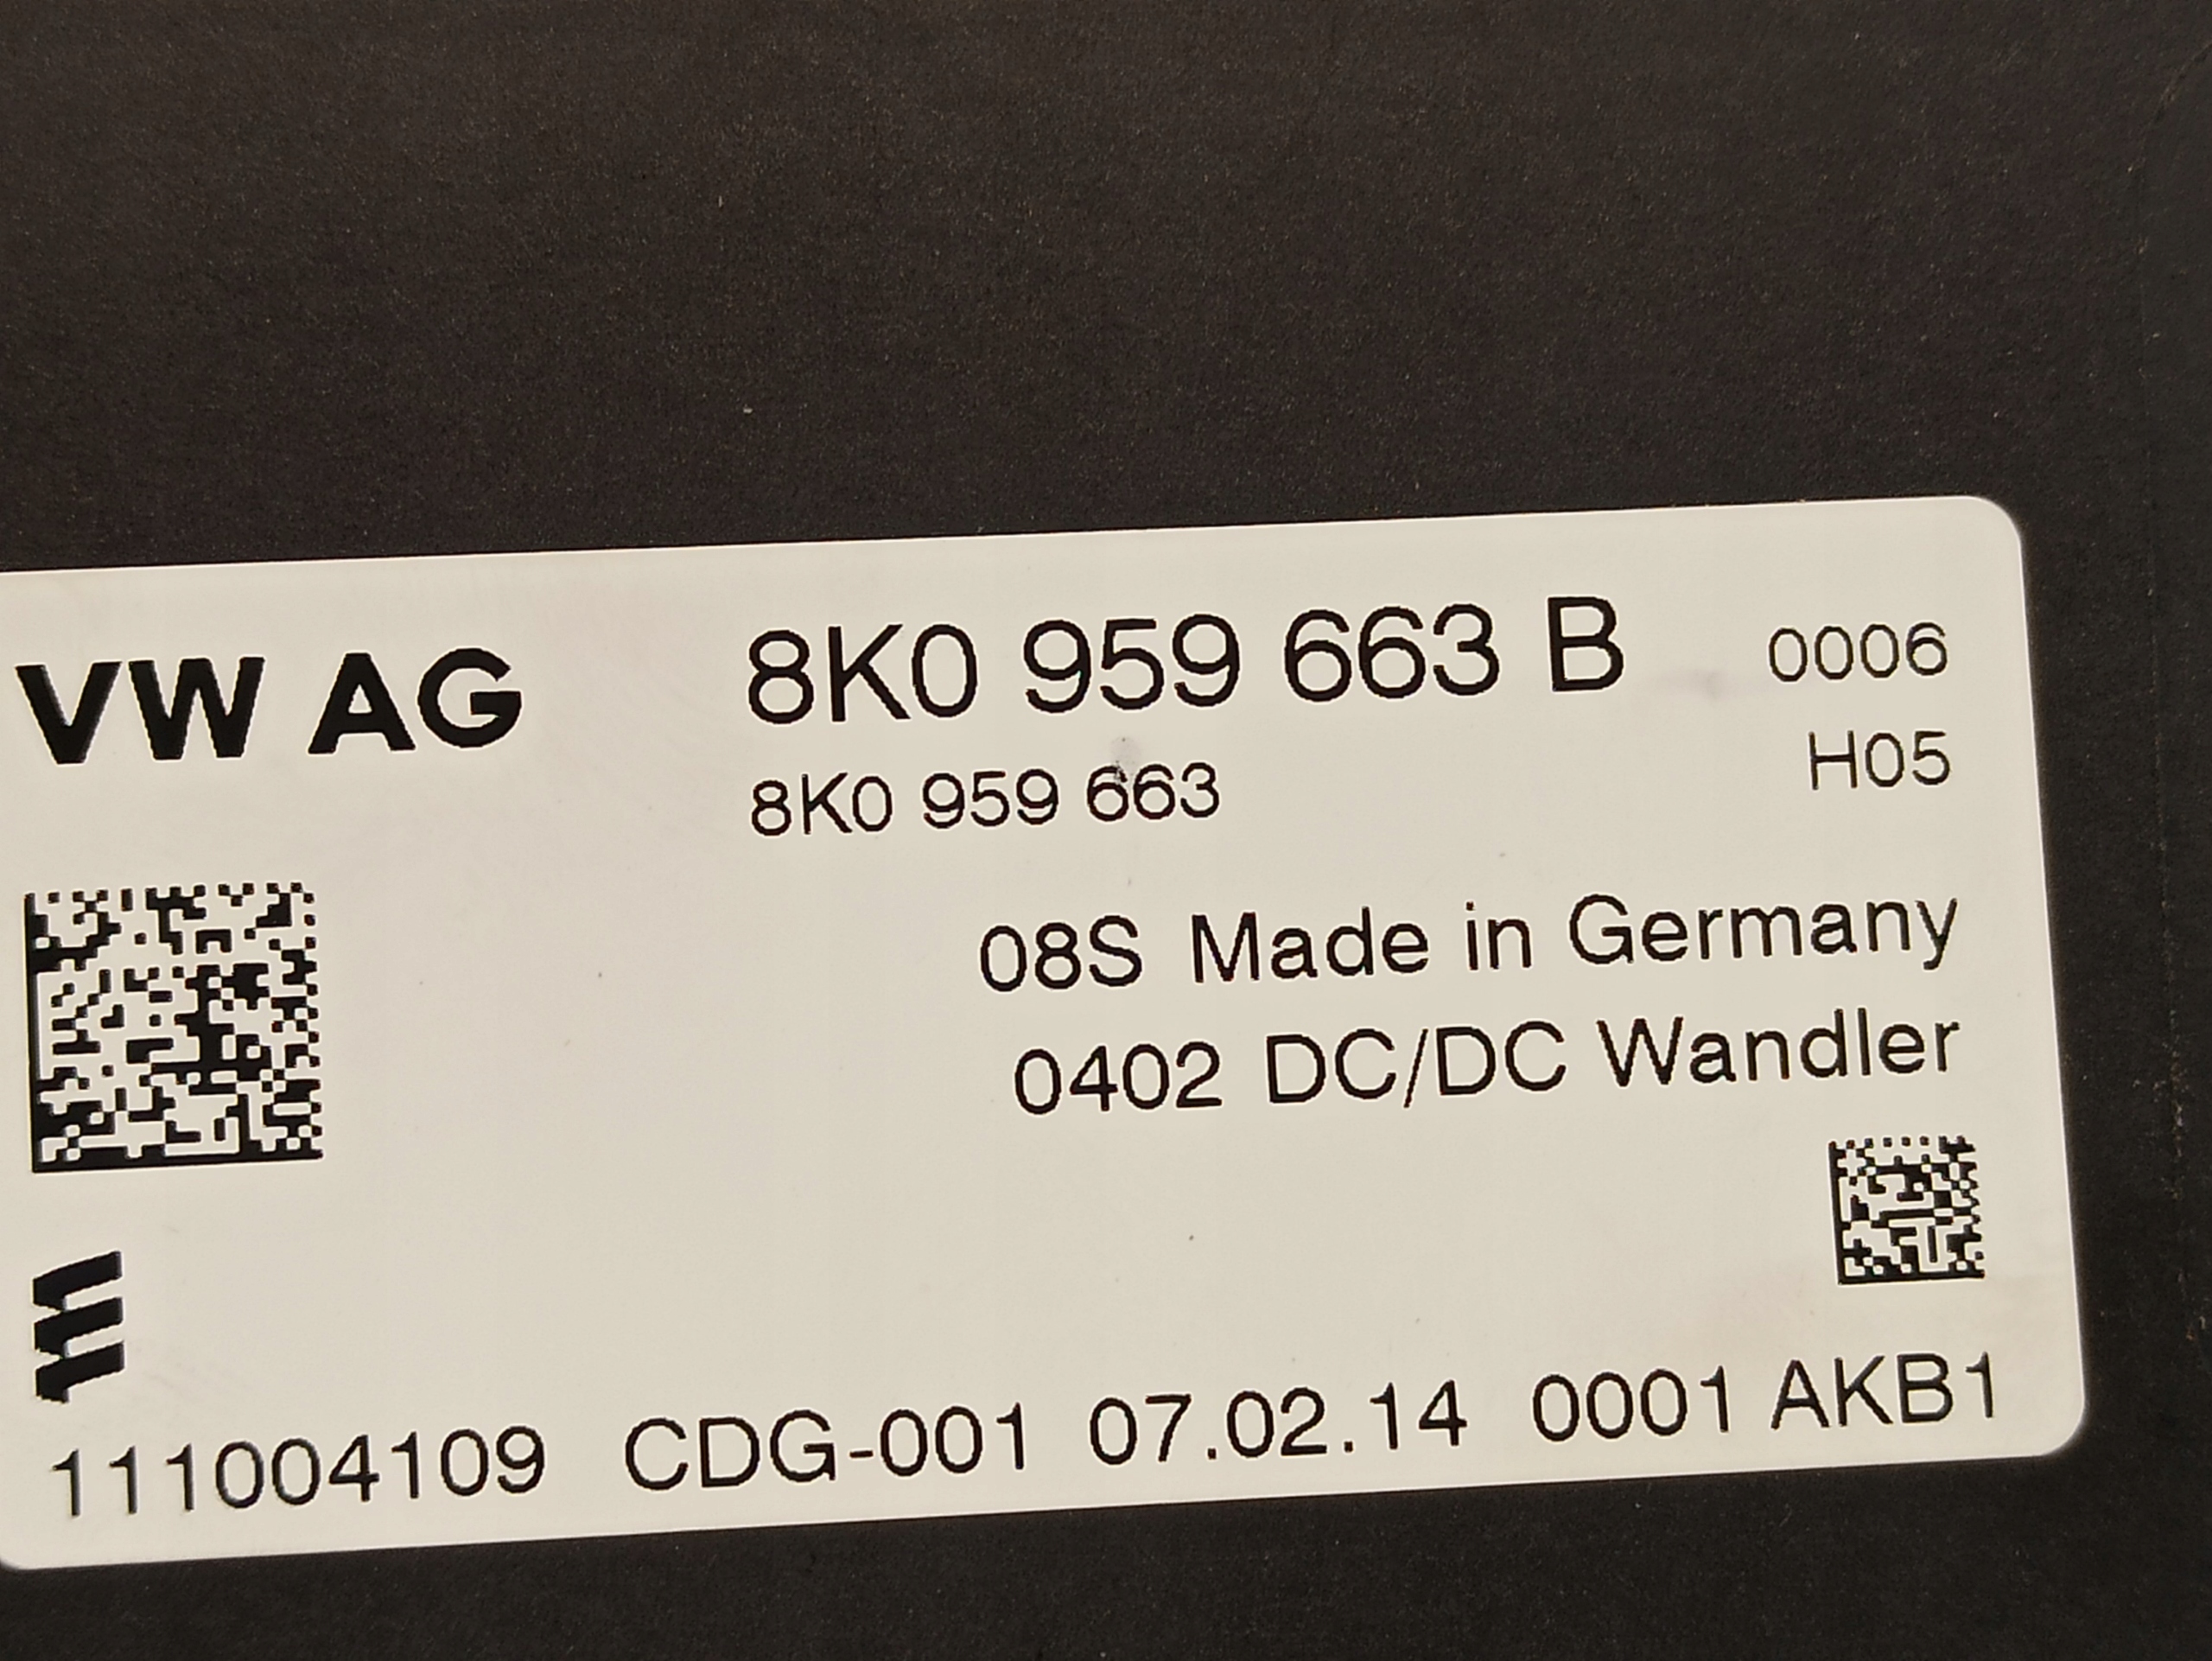 VW AG 8K0 959 663 B 0006
8K0 959 663 H05
08S Made in Germany
0402 DC/DC Wandler
111004109 CDG-001 07.02.14 0001 AKB1